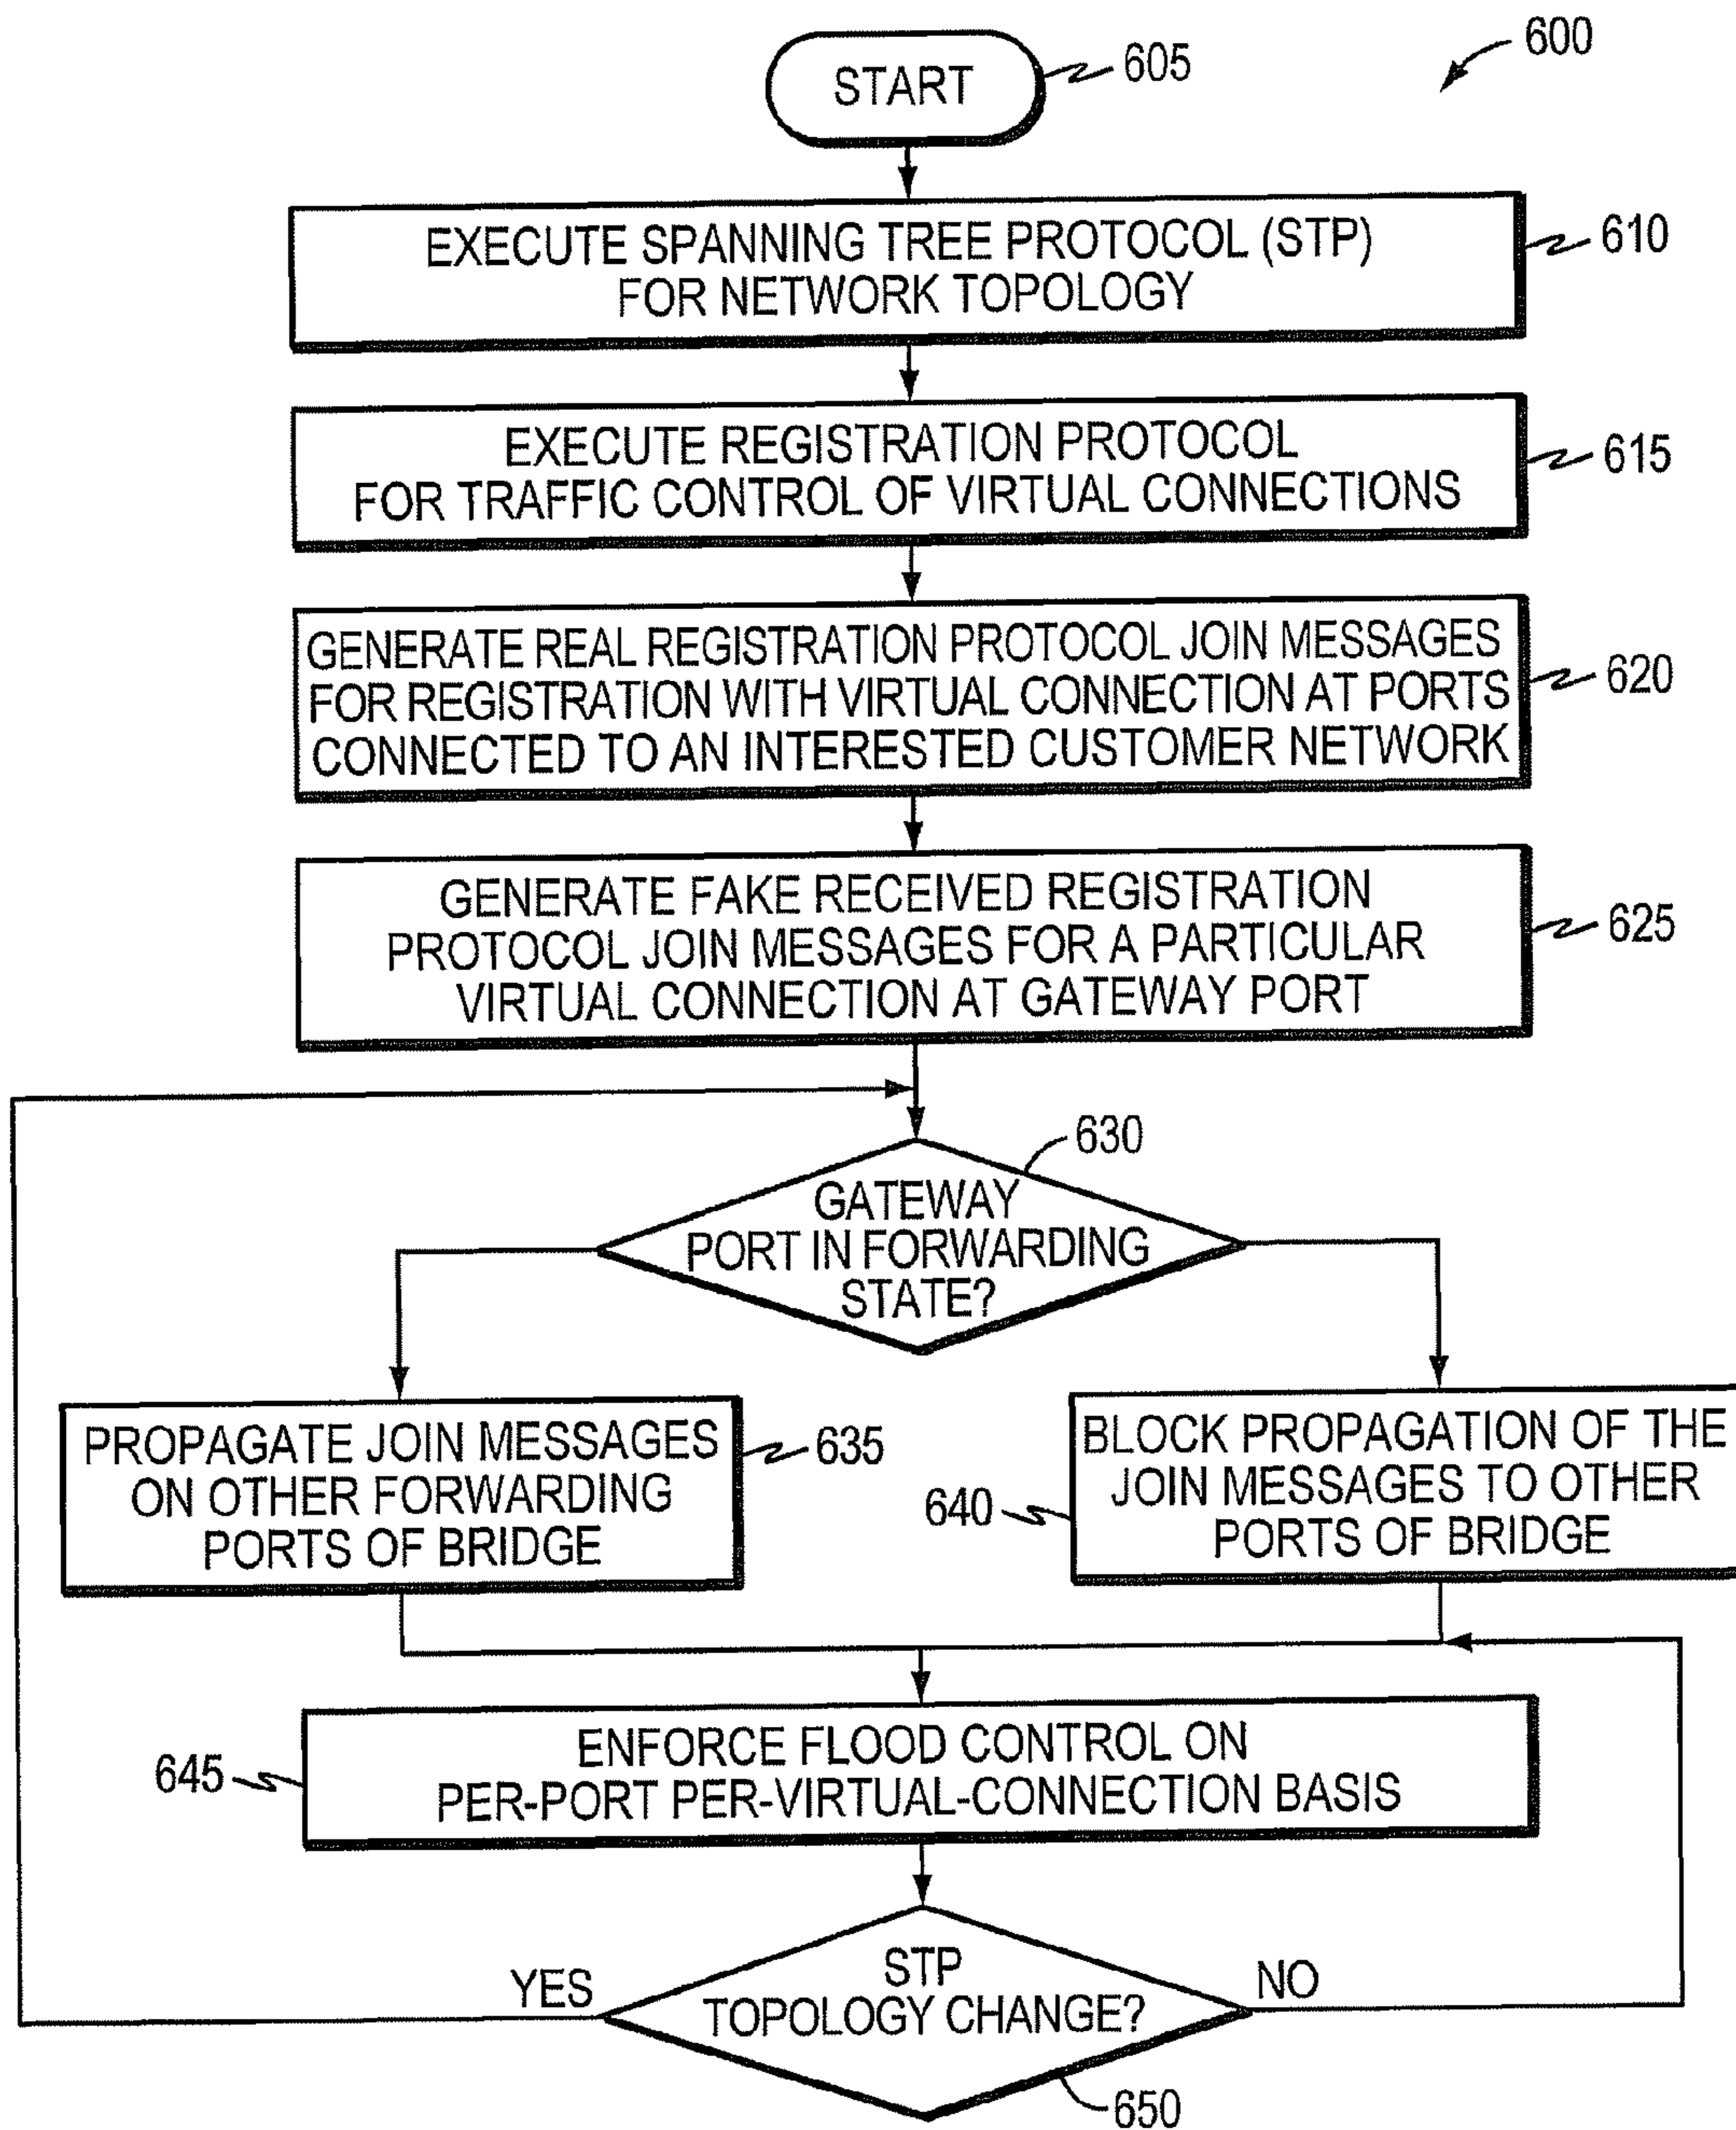 600
START
605
EXECUTE SPANNING TREE PROTOCOL (STP)
FOR NETWORK TOPOLOGY
610
EXECUTE REGISTRATION PROTOCOL
FOR TRAFFIC CONTROL OF VIRTUAL CONNECTIONS
615
GENERATE REAL REGISTRATION PROTOCOL JOIN MESSAGES
FOR REGISTRATION WITH VIRTUAL CONNECTION AT PORTS
CONNECTED TO AN INTERESTED CUSTOMER NETWORK
620
GENERATE FAKE RECEIVED REGISTRATION
PROTOCOL JOIN MESSAGES FOR A PARTICULAR
VIRTUAL CONNECTION AT GATEWAY PORT
625
630
GATEWAY
PORT IN FORWARDING
STATE?
PROPAGATE JOIN MESSAGES
ON OTHER FORWARDING
PORTS OF BRIDGE
635
BLOCK PROPAGATION OF THE
JOIN MESSAGES TO OTHER
PORTS OF BRIDGE
640
ENFORCE FLOOD CONTROL ON
PER-PORT PER-VIRTUAL-CONNECTION BASIS
645
YES
STP
TOPOLOGY CHANGE?
NO
650